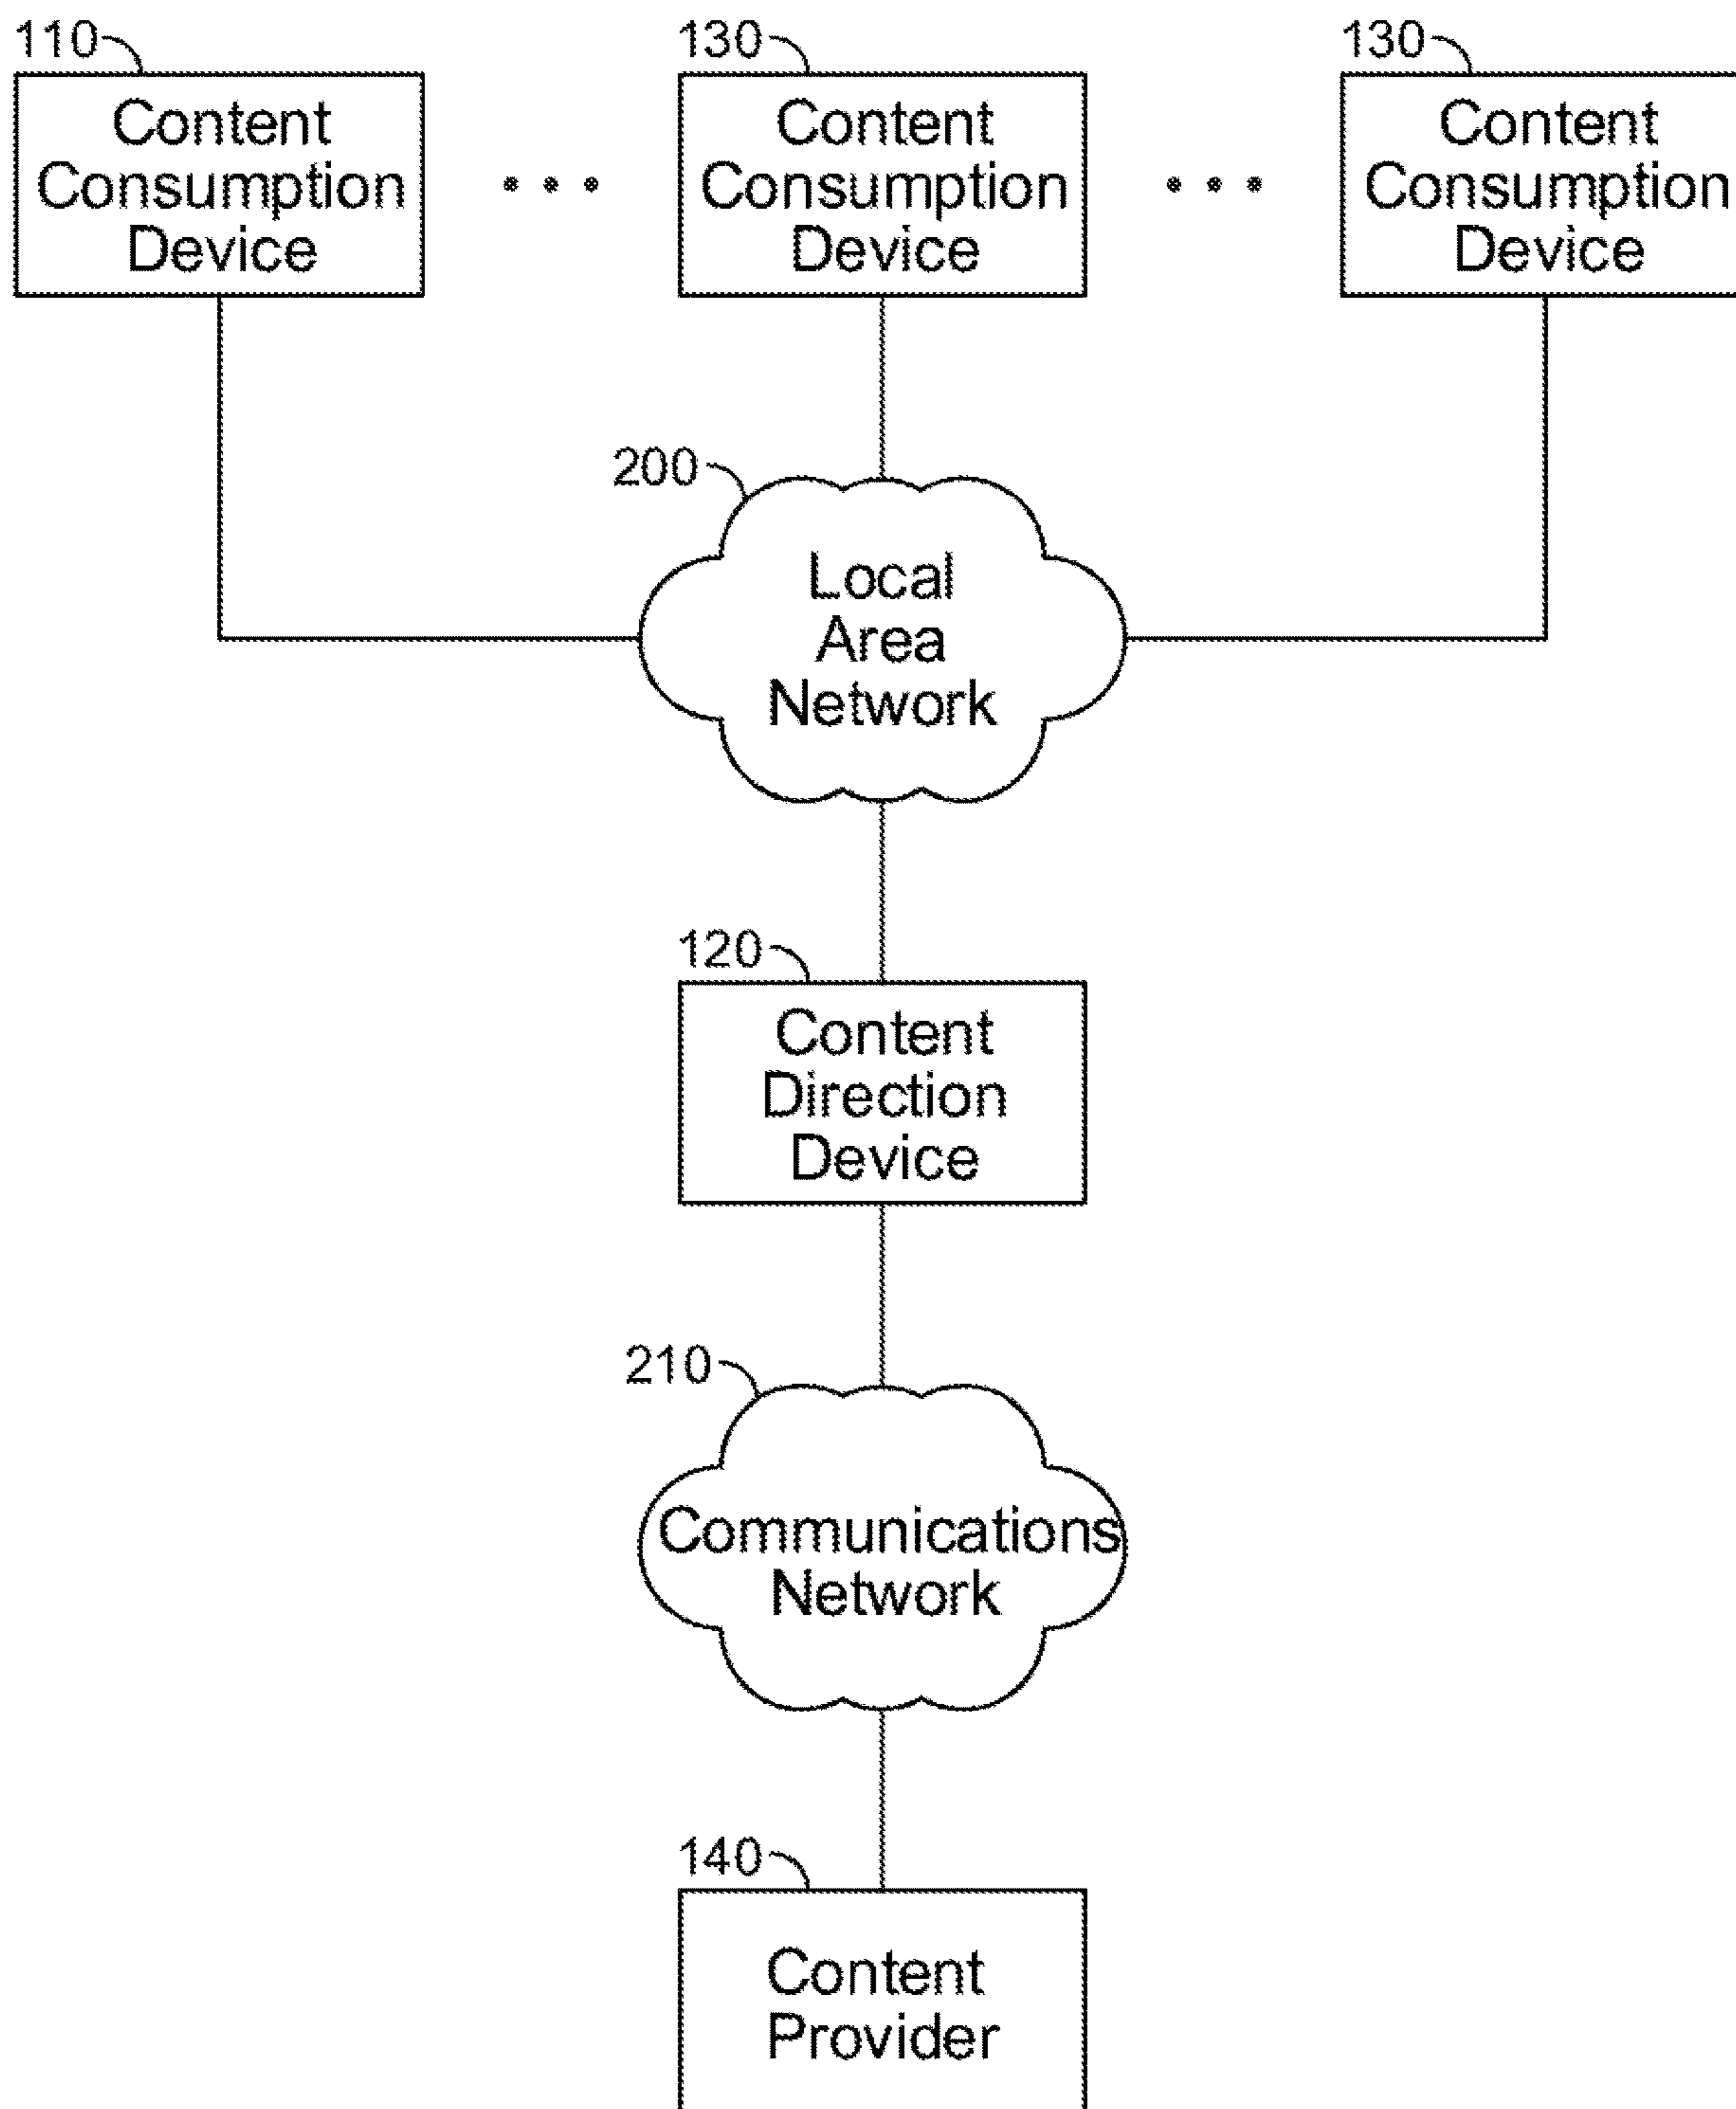 110
130
130
Content
Consumption
Device
Content
Consumption
Device
Content
Consumption
Device
200
Local
Area
Network
120
Content
Direction
Device
210
Communications
Network
140
Content
Provider